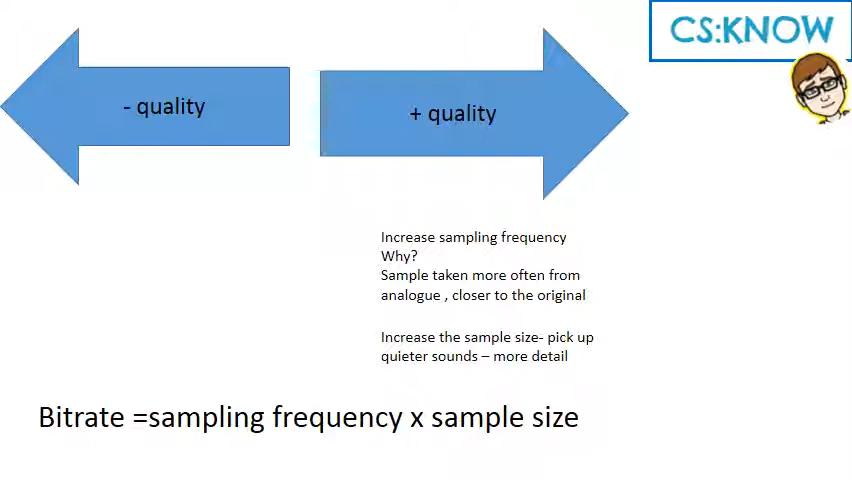 CS:KNOW
- quality
+ quality
Increase sampling frequency
Why?
Sample taken more often from
analogue , closer to the original
Increase the sample size- pick up
quieter sounds – more detail
Bitrate =sampling frequency x sample size